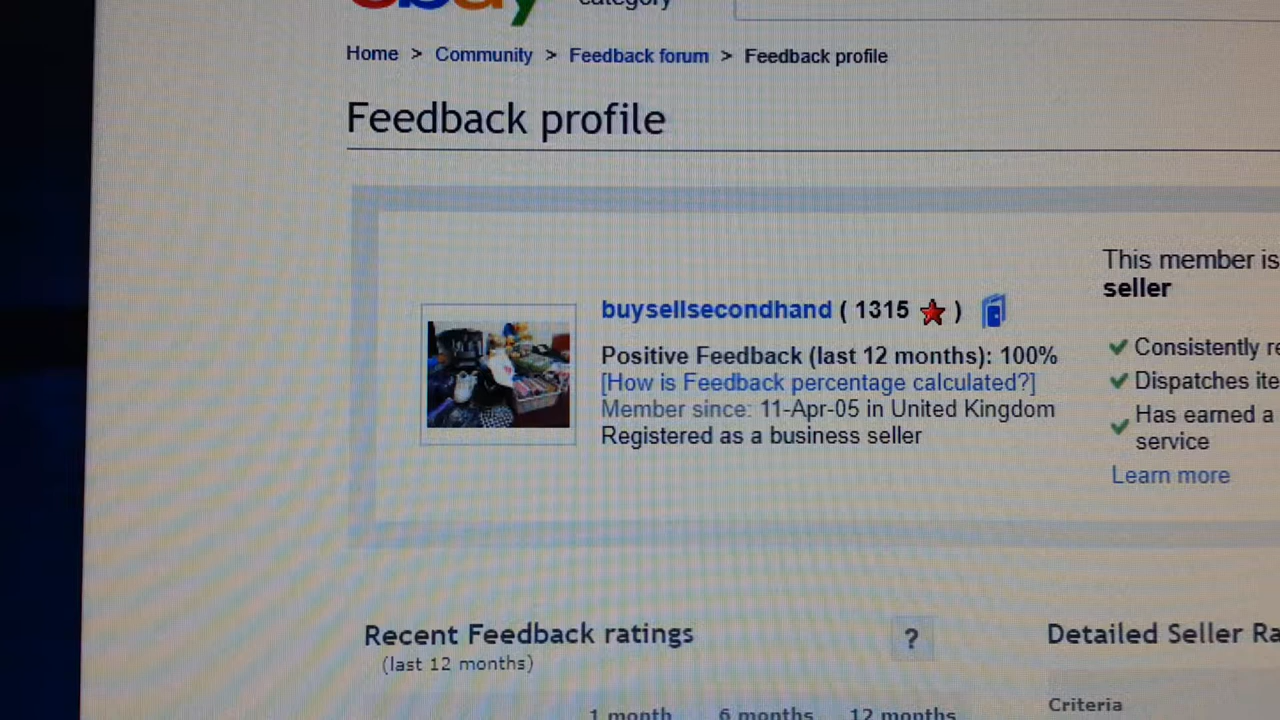 ebay
category
Home > Community > Feedback forum > Feedback profile
Feedback profile
This member is
seller
buysellsecondhand ( 1315 )
Positive Feedback (last 12 months): 100%
[How is Feedback percentage calculated?]
Member since: 11-Apr-05 in United Kingdom
Registered as a business seller
Consistently re
Dispatches ite
Has earned a
service
Learn more
Recent Feedback ratings ?
(last 12 months)
1 month 6 months 12 months
Detailed Seller Ra
Criteria